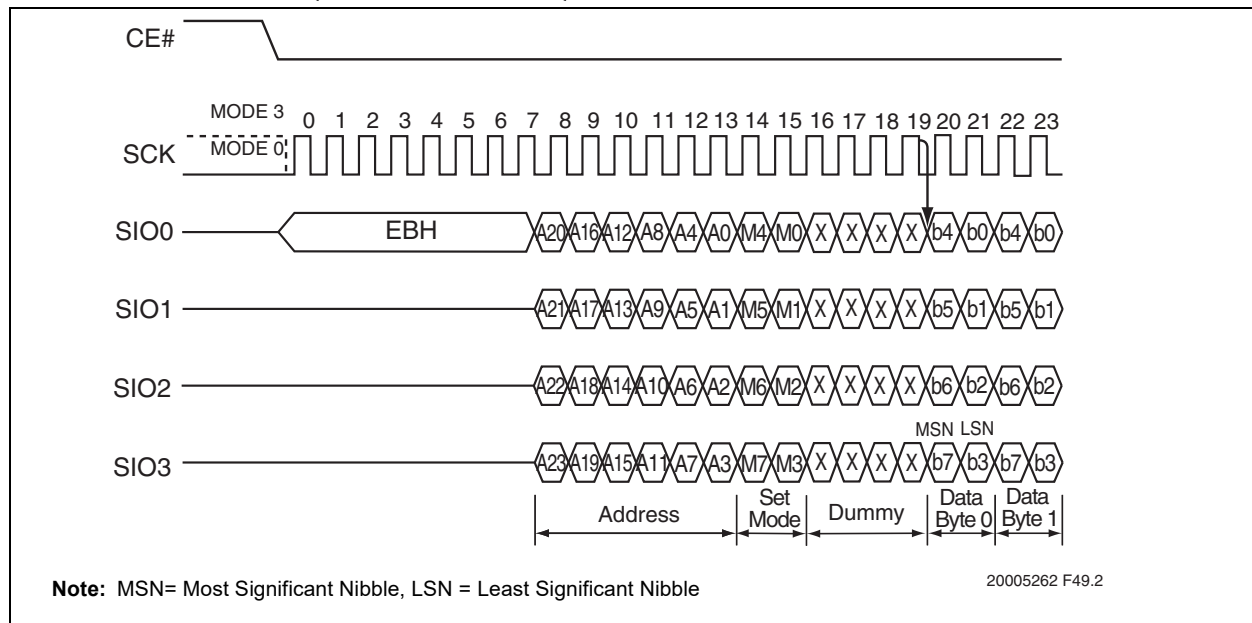 CE#
MODE 3
0 1 2 3 4 5 6 7 8 9 10 11 12 13 14 15 16 17 18 19 20 21 22 23
SCK
MODE 0
SIO0
EBH
A20 A16 A12 A8 A4 A0 M4 M0 X X X X b4 b0 b4 b0
SIO1
A21 A17 A13 A9 A5 A1 M5 M1 X X X X b5 b1 b5 b1
SIO2
A22 A18 A14 A10 A6 A2 M6 M2 X X X X b6 b2 b6 b2
MSN LSN
SIO3
A23 A19 A15 A11 A7 A3 M7 M3 X X X X b7 b3 b7 b3
Address
Set
Mode
Dummy
Data
Byte 0
Data
Byte 1
Note: MSN= Most Significant Nibble, LSN = Least Significant Nibble
20005262 F49.2